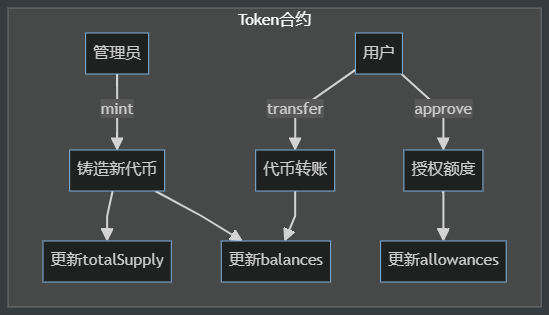 Token合约
管理员
用户
mint
transfer
approve
铸造新代币
代币转账
授权额度
更新totalSupply
更新balances
更新allowances